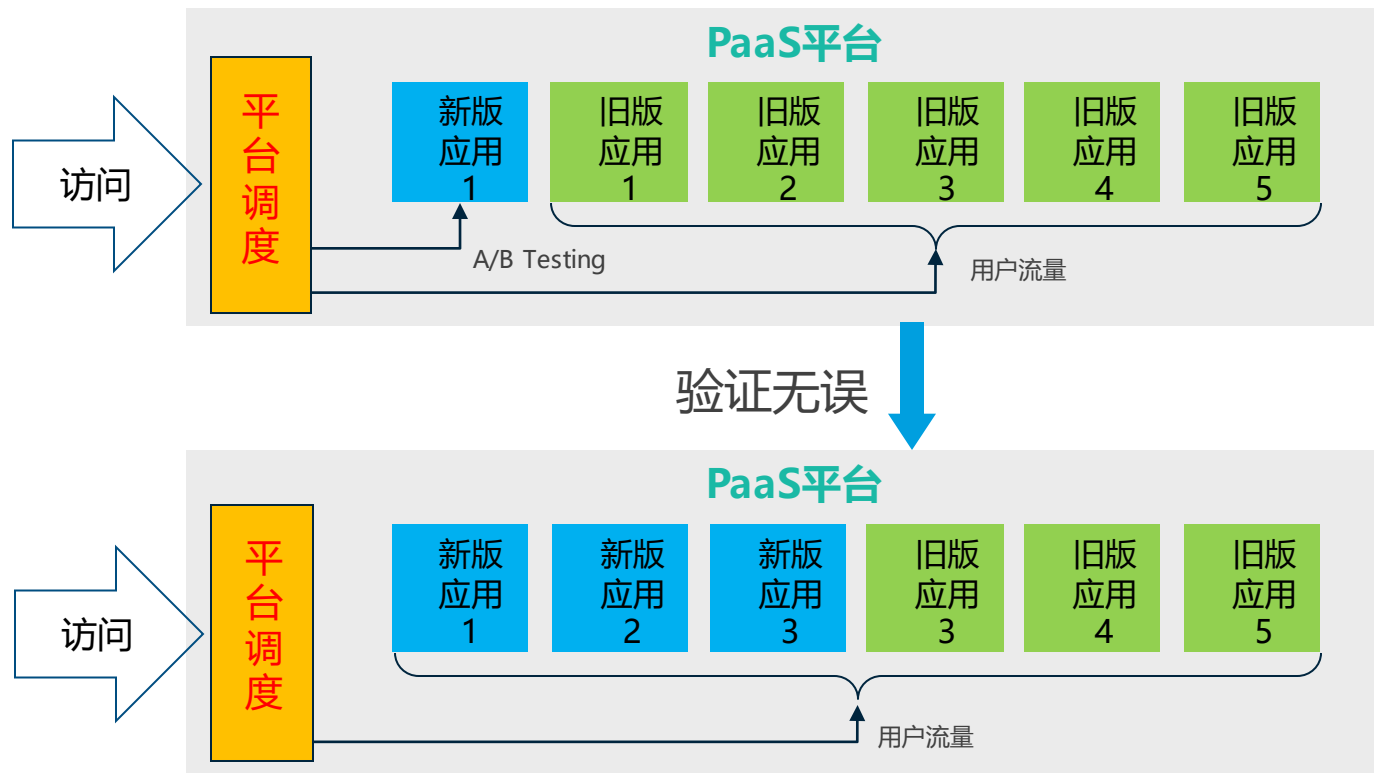 PaaS平台
访问
平台调度
新版
应用
1
旧版
应用
1
旧版
应用
2
旧版
应用
3
旧版
应用
4
旧版
应用
5
A/B Testing
用户流量
验证无误
PaaS平台
访问
平台调度
新版
应用
1
新版
应用
2
新版
应用
3
旧版
应用
3
旧版
应用
4
旧版
应用
5
用户流量